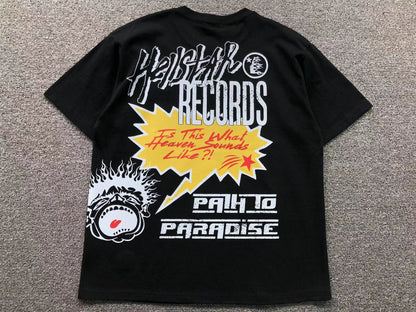 Hellstar
RECORDS
Is This What
Heaven Sounds
Like?!
PATH TO
PARADISE